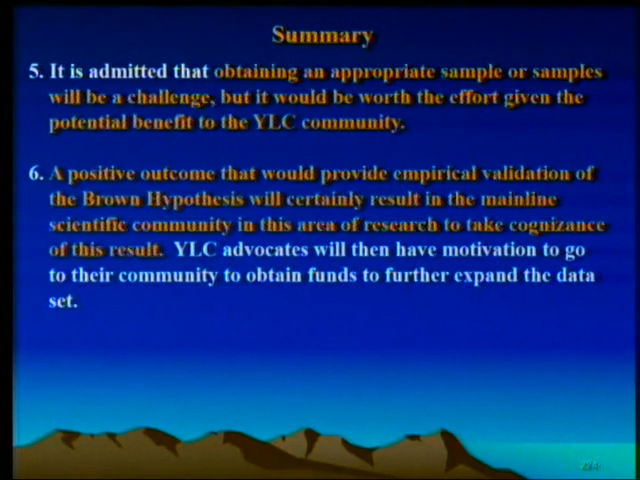 Summary
5. It is admitted that obtaining an appropriate sample or samples
will be a challenge, but it would be worth the effort given the
potential benefit to the YLC community.
6. A positive outcome that would provide empirical validation of
the Brown Hypothesis will certainly result in the mainline
scientific community in this area of research to take cognizance
of this result. YLC advocates will then have motivation to go
to their community to obtain funds to further expand the data
set.